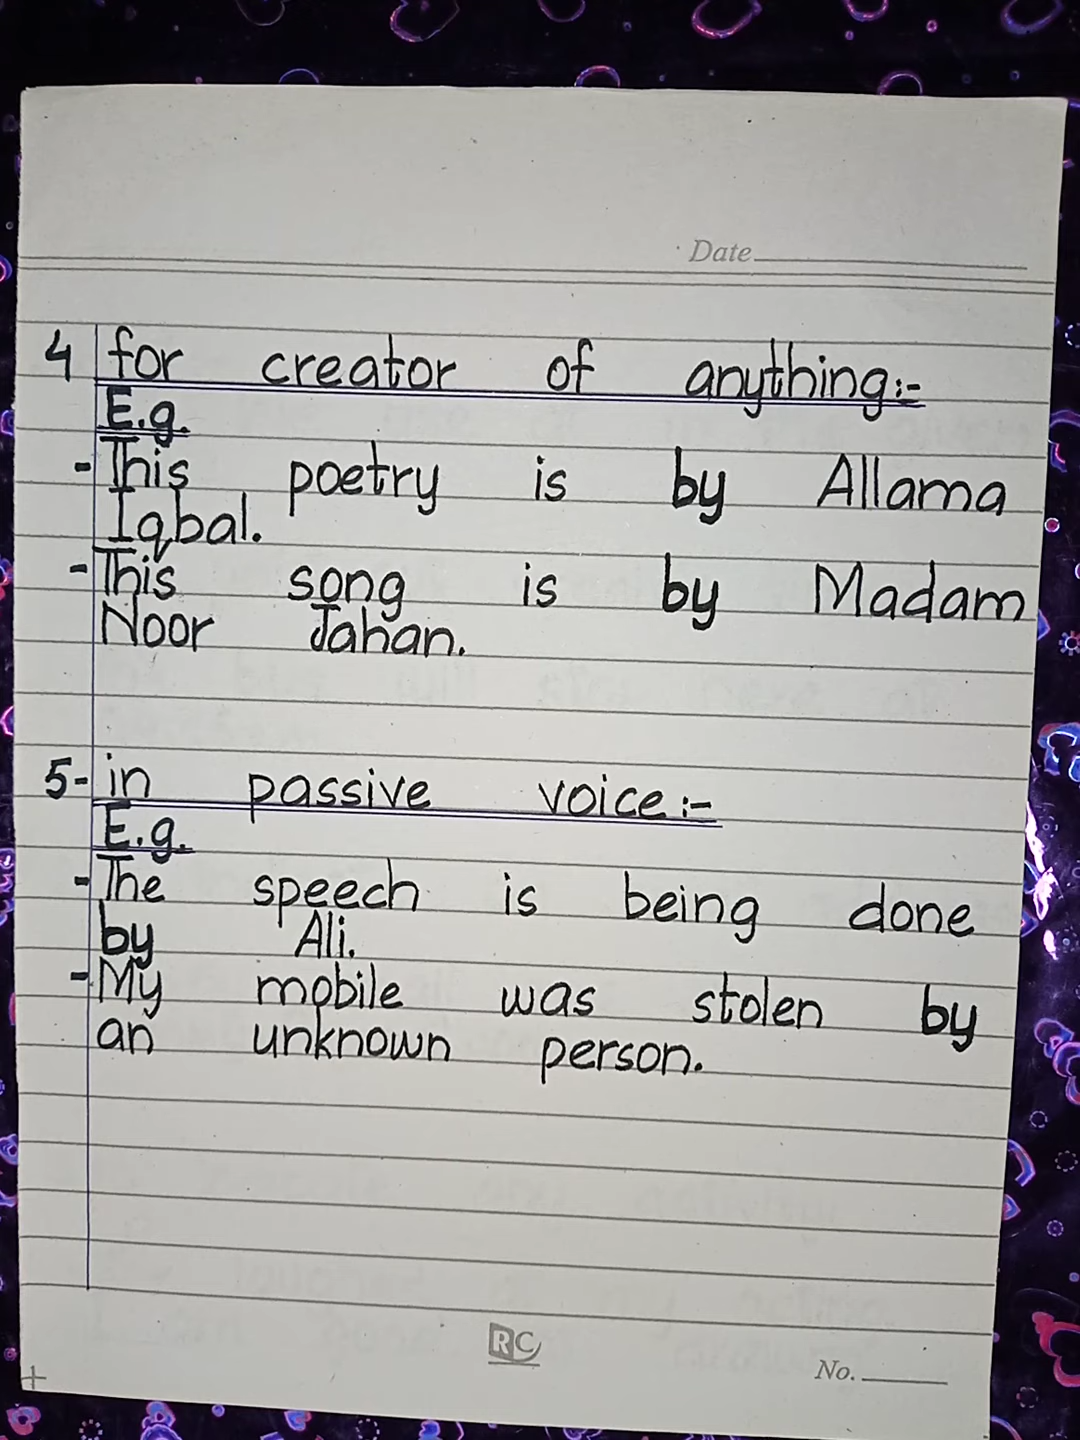 Date
4 for creator of anything:-
E.g.
- This poetry is by Allama
Iqbal.
- This song is by Madam
Noor Jahan.
5- in passive voice:-
E.g.
- The speech is being done
by Ali.
- My mobile was stolen by
an unknown person.
RC
No.